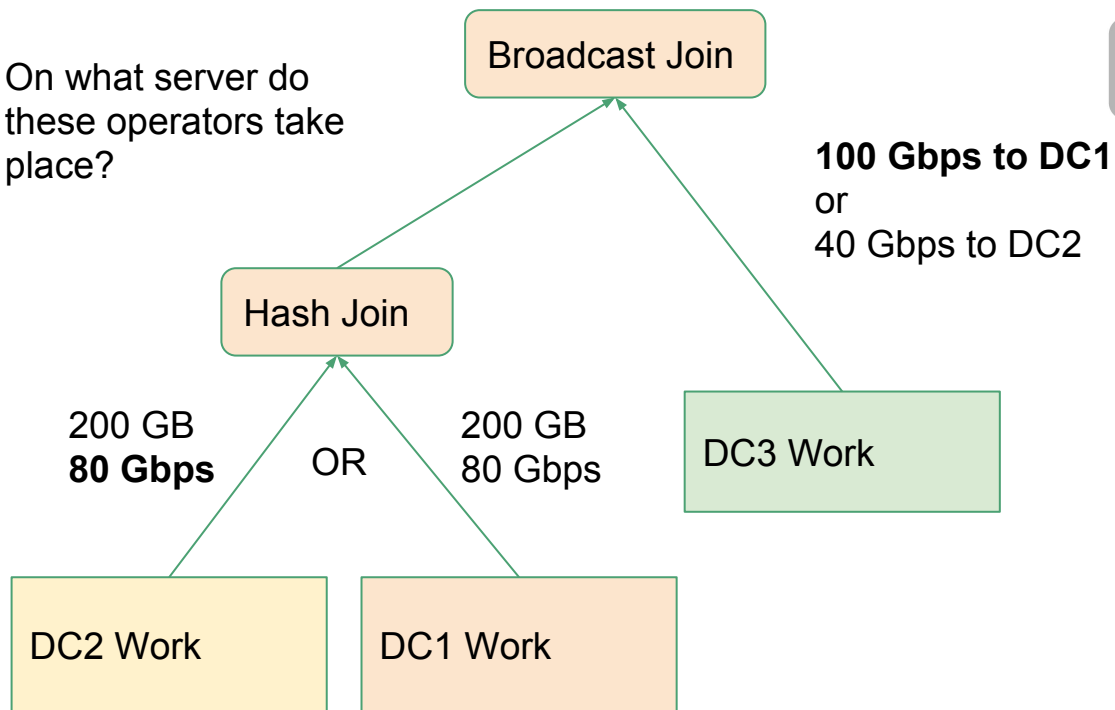 On what server do
these operators take
place?
Broadcast Join
100 Gbps to DC1
or
40 Gbps to DC2
Hash Join
200 GB
80 Gbps
OR
200 GB
80 Gbps
DC3 Work
DC2 Work
DC1 Work